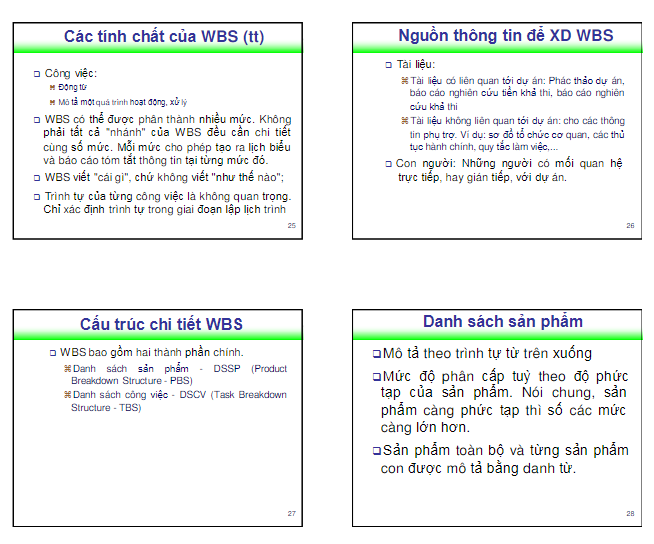 Các tính chất của WBS (tt)
Công việc:
Động từ
Mô tả một quá trình hoạt động, xử lý
WBS có thể được phân thành nhiều mức. Không
phải tất cả "nhánh" của WBS đều cần chi tiết
cùng số mức. Mỗi mức cho phép tạo ra lịch biểu
và báo cáo tóm tắt thông tin tại từng mức đó.
WBS viết "cái gì", chứ không viết "như thế nào";
Trình tự của từng công việc là không quan trọng.
Chỉ xác định trình tự trong giai đoạn lập lịch trình
25
Nguồn thông tin để XD WBS
Tài liệu:
Tài liệu có liên quan tới dự án: Phác thảo dự án,
báo cáo nghiên cứu tiền khả thi, báo cáo nghiên
cứu khả thi
Tài liệu không liên quan tới dự án: cho các thông
tin phụ trợ. Ví dụ: sơ đồ tổ chức cơ quan, các thủ
tục hành chính, quy tắc làm việc,...
Con người: Những người có mối quan hệ
trực tiếp, hay gián tiếp, với dự án.
26
Cấu trúc chi tiết WBS
WBS bao gồm hai thành phần chính.
Danh sách sản phẩm - DSSP (Product
Breakdown Structure - PBS)
Danh sách công việc - DSCV (Task Breakdown
Structure - TBS)
27
Danh sách sản phẩm
Mô tả theo trình tự từ trên xuống
Mức độ phân cấp tuỳ theo độ phức
tạp của sản phẩm. Nói chung, sản
phẩm càng phức tạp thì số các mức
càng lớn hơn.
Sản phẩm toàn bộ và từng sản phẩm
con được mô tả bằng danh từ.
28